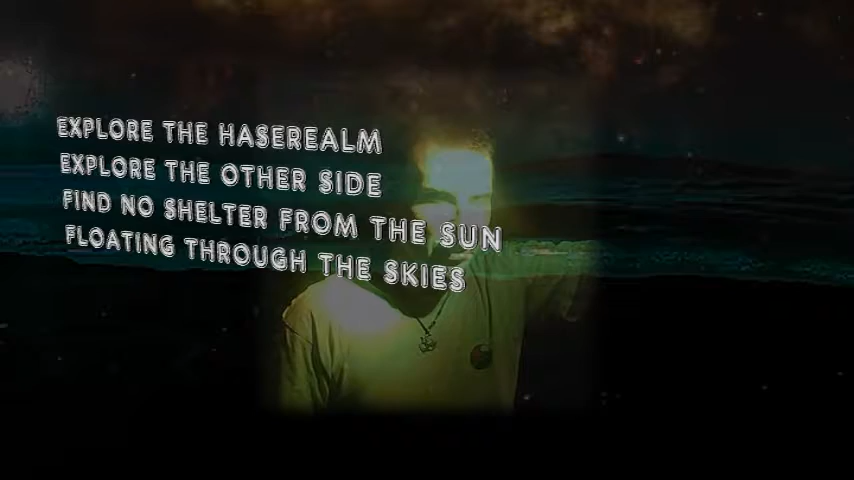 EXPLORE THE HASEREALM
EXPLORE THE OTHER SIDE
FIND NO SHELTER FROM THE SUN
FLOATING THROUGH THE SKIES